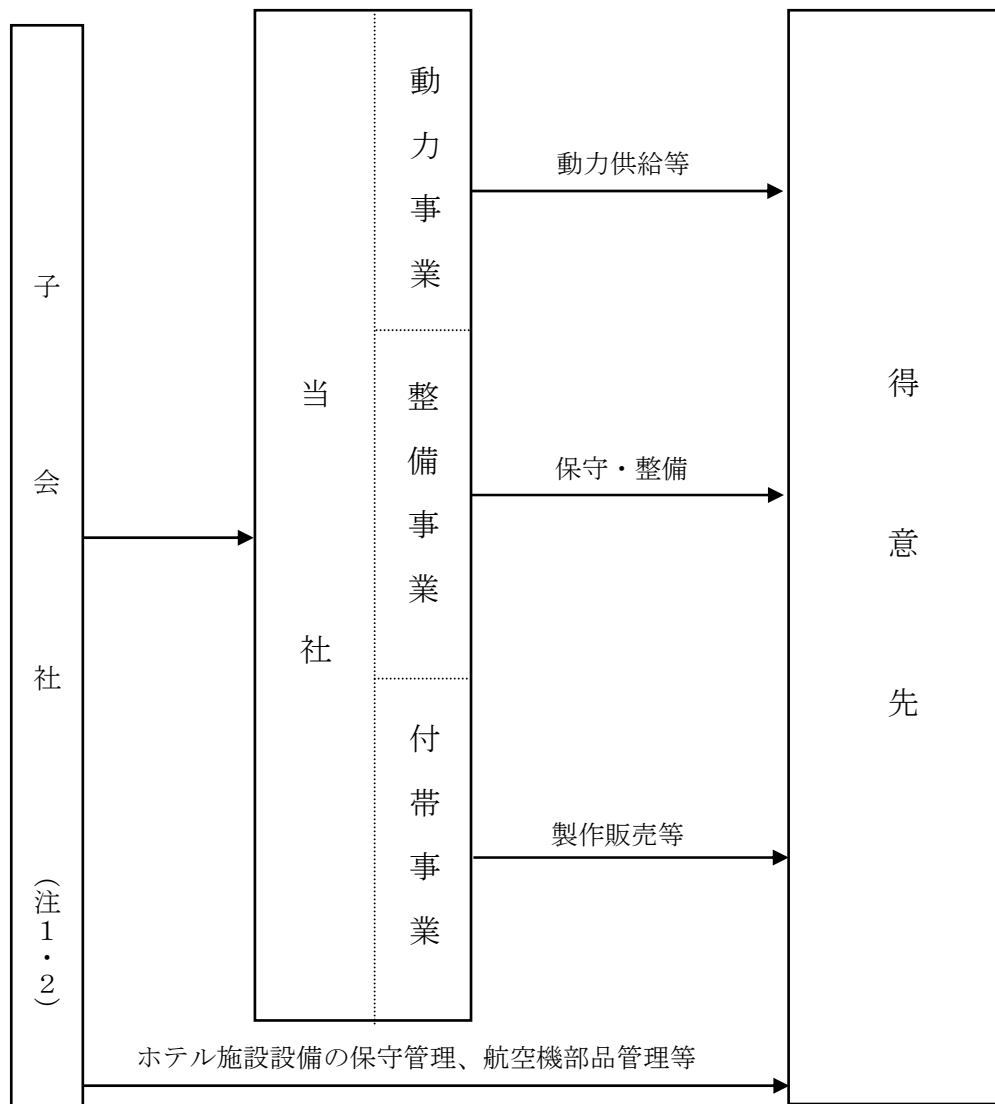 子会社(注1・2)
当社
動力事業
整備事業
付帯事業
動力供給等
保守・整備
製作販売等
ホテル施設設備の保守管理、航空機部品管理等
得意先